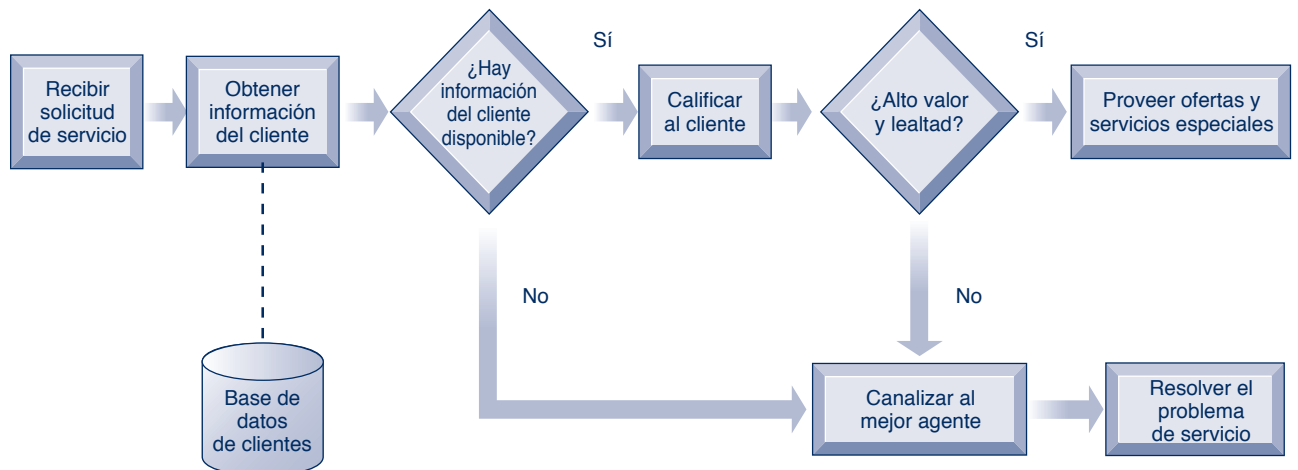 Recibir
solicitud
de servicio
Obtener
información
del cliente
¿Hay
información
del cliente
disponible?
Sí
Calificar
al cliente
¿Alto valor
y lealtad?
Sí
Proveer ofertas y
servicios especiales
No
No
Base de
datos
de clientes
Canalizar al
mejor agente
Resolver el
problema
de servicio